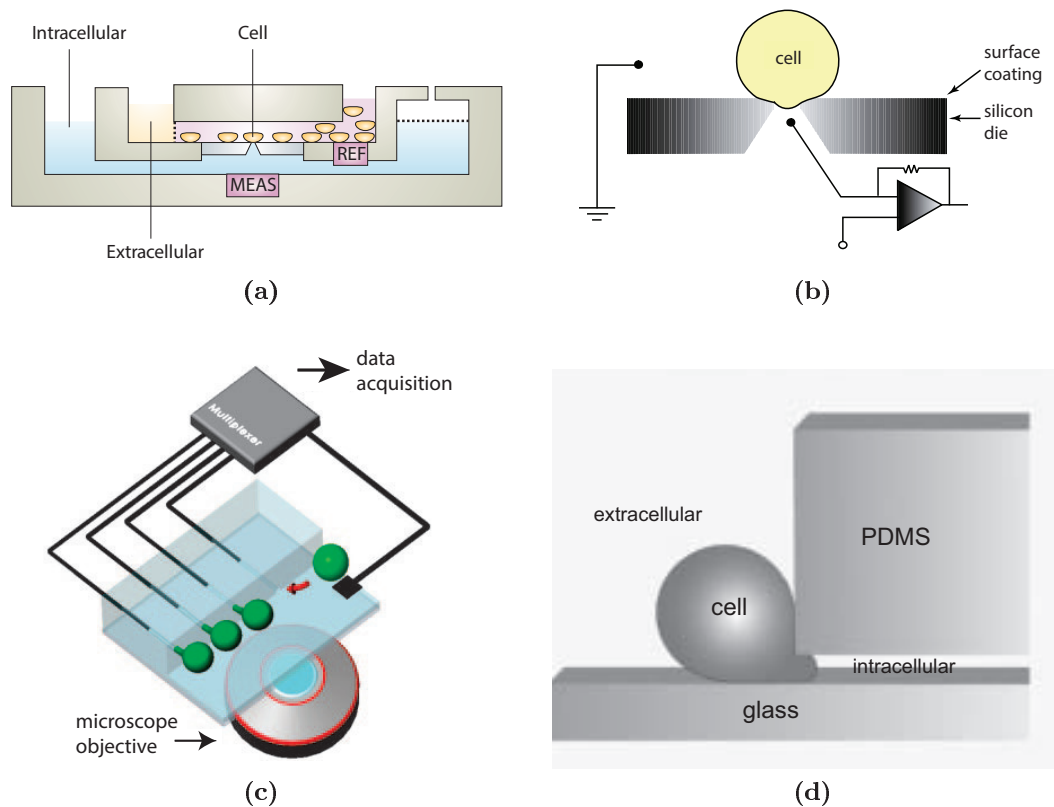 Intracellular
Cell
REF
MEAS
Extracellular
(a)
cell
surface
coating
silicon
die
(b)
data
acquisition
Multiplexer
microscope
objective
(c)
extracellular
PDMS
cell
intracellular
glass
(d)